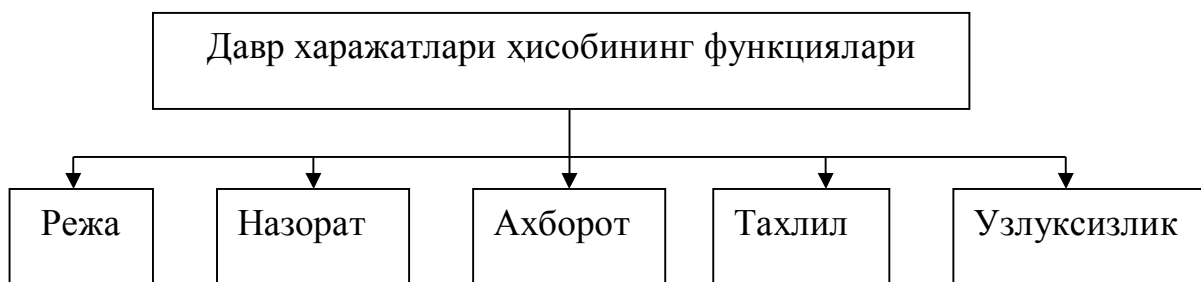 Давр харажатлари ҳисобининг функциялари
Режа
Назорат
Ахборот
Тахлил
Узлуксизлик